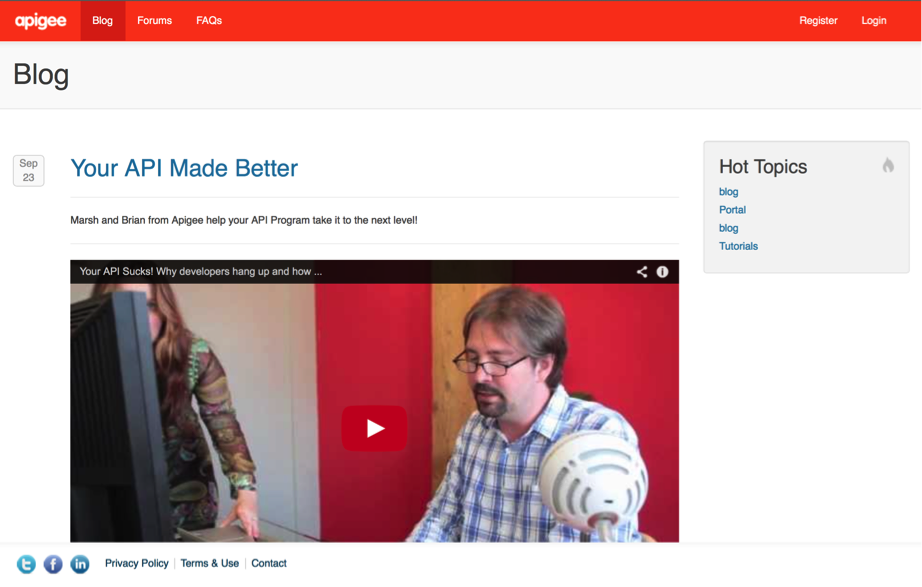 apigee Blog Forums FAQs Register Login
Blog
Sep
23
Your API Made Better
Marsh and Brian from Apigee help your API Program take it to the next level!
Your API Sucks! Why developers hang up and how ...
Hot Topics
blog
Portal
blog
Tutorials
Privacy Policy | Terms & Use | Contact